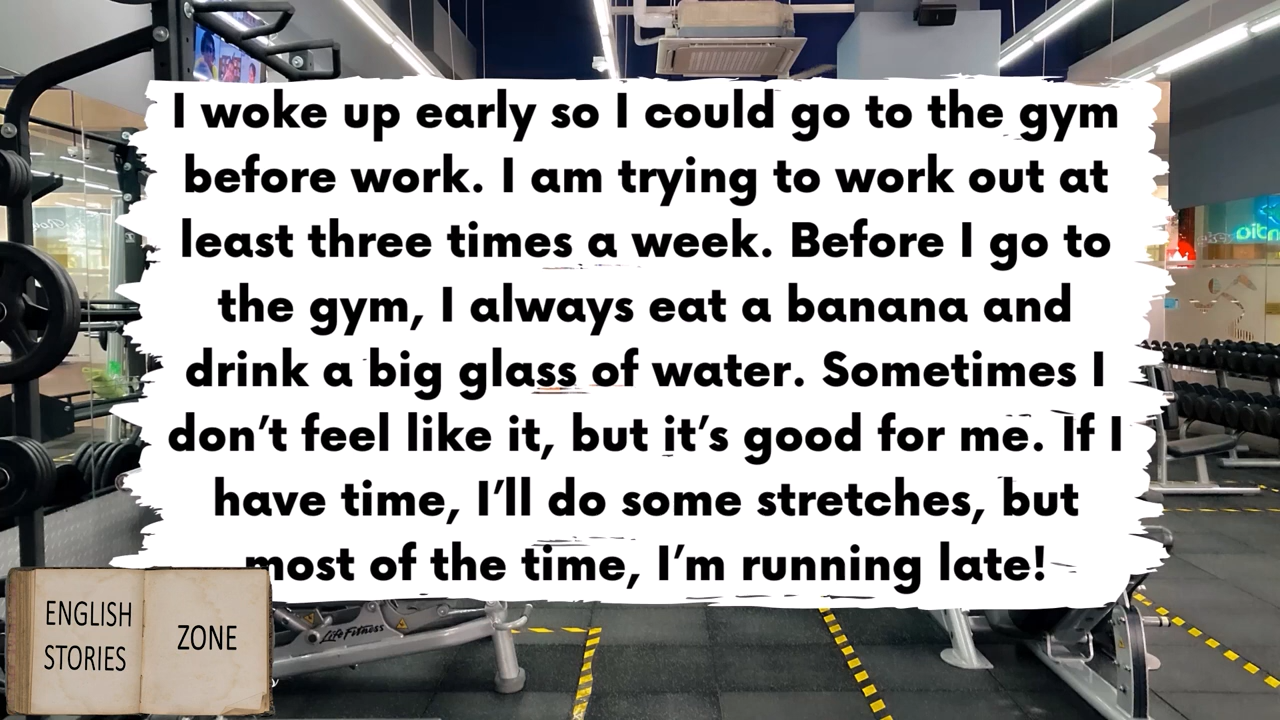 I woke up early so I could go to the gym
before work. I am trying to work out at
least three times a week. Before I go to
the gym, I always eat a banana and
drink a big glass of water. Sometimes I
don’t feel like it, but it’s good for me. If I
have time, I’ll do some stretches, but
most of the time, I’m running late!
ENGLISH
STORIES
ZONE
LifeFitness